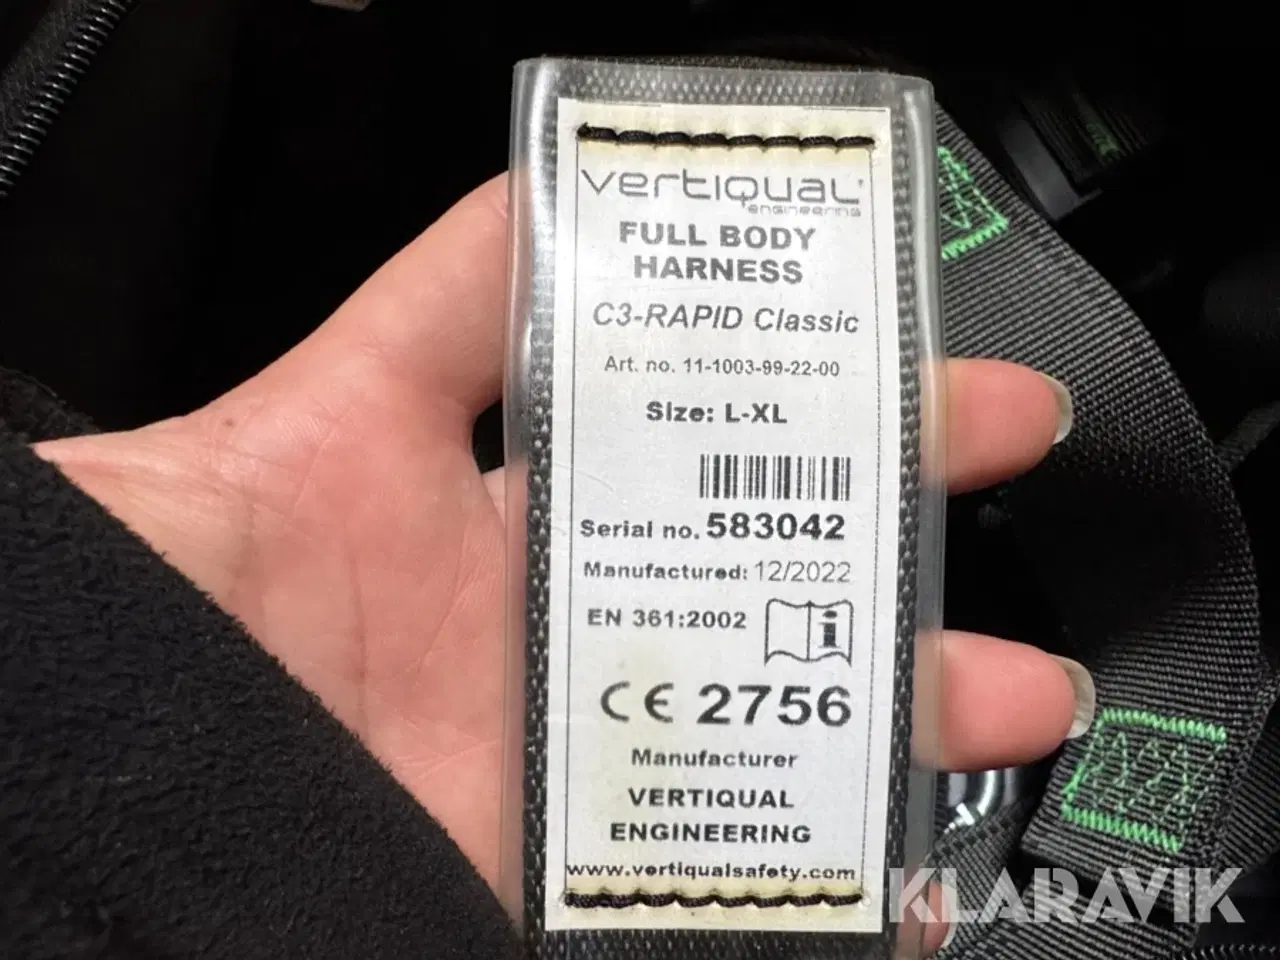 vertiqual
engineering
FULL BODY
HARNESS
C3-RAPID Classic
Art. no. 11-1003-99-22-00
Size: L-XL
Serial no. 583042
Manufactured: 12/2022
EN 361:2002
i
CE 2756
Manufacturer
VERTIQUAL
ENGINEERING
www.vertiqualsafety.com
KLARAVIK